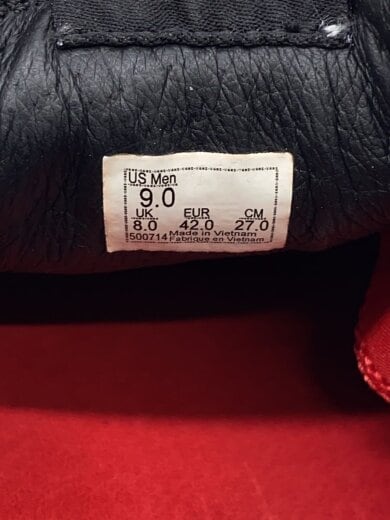 US Men
9.0
UK EUR CM
8.0 42.0 27.0
500714 Made in Vietnam
Fabrique en Vietnam